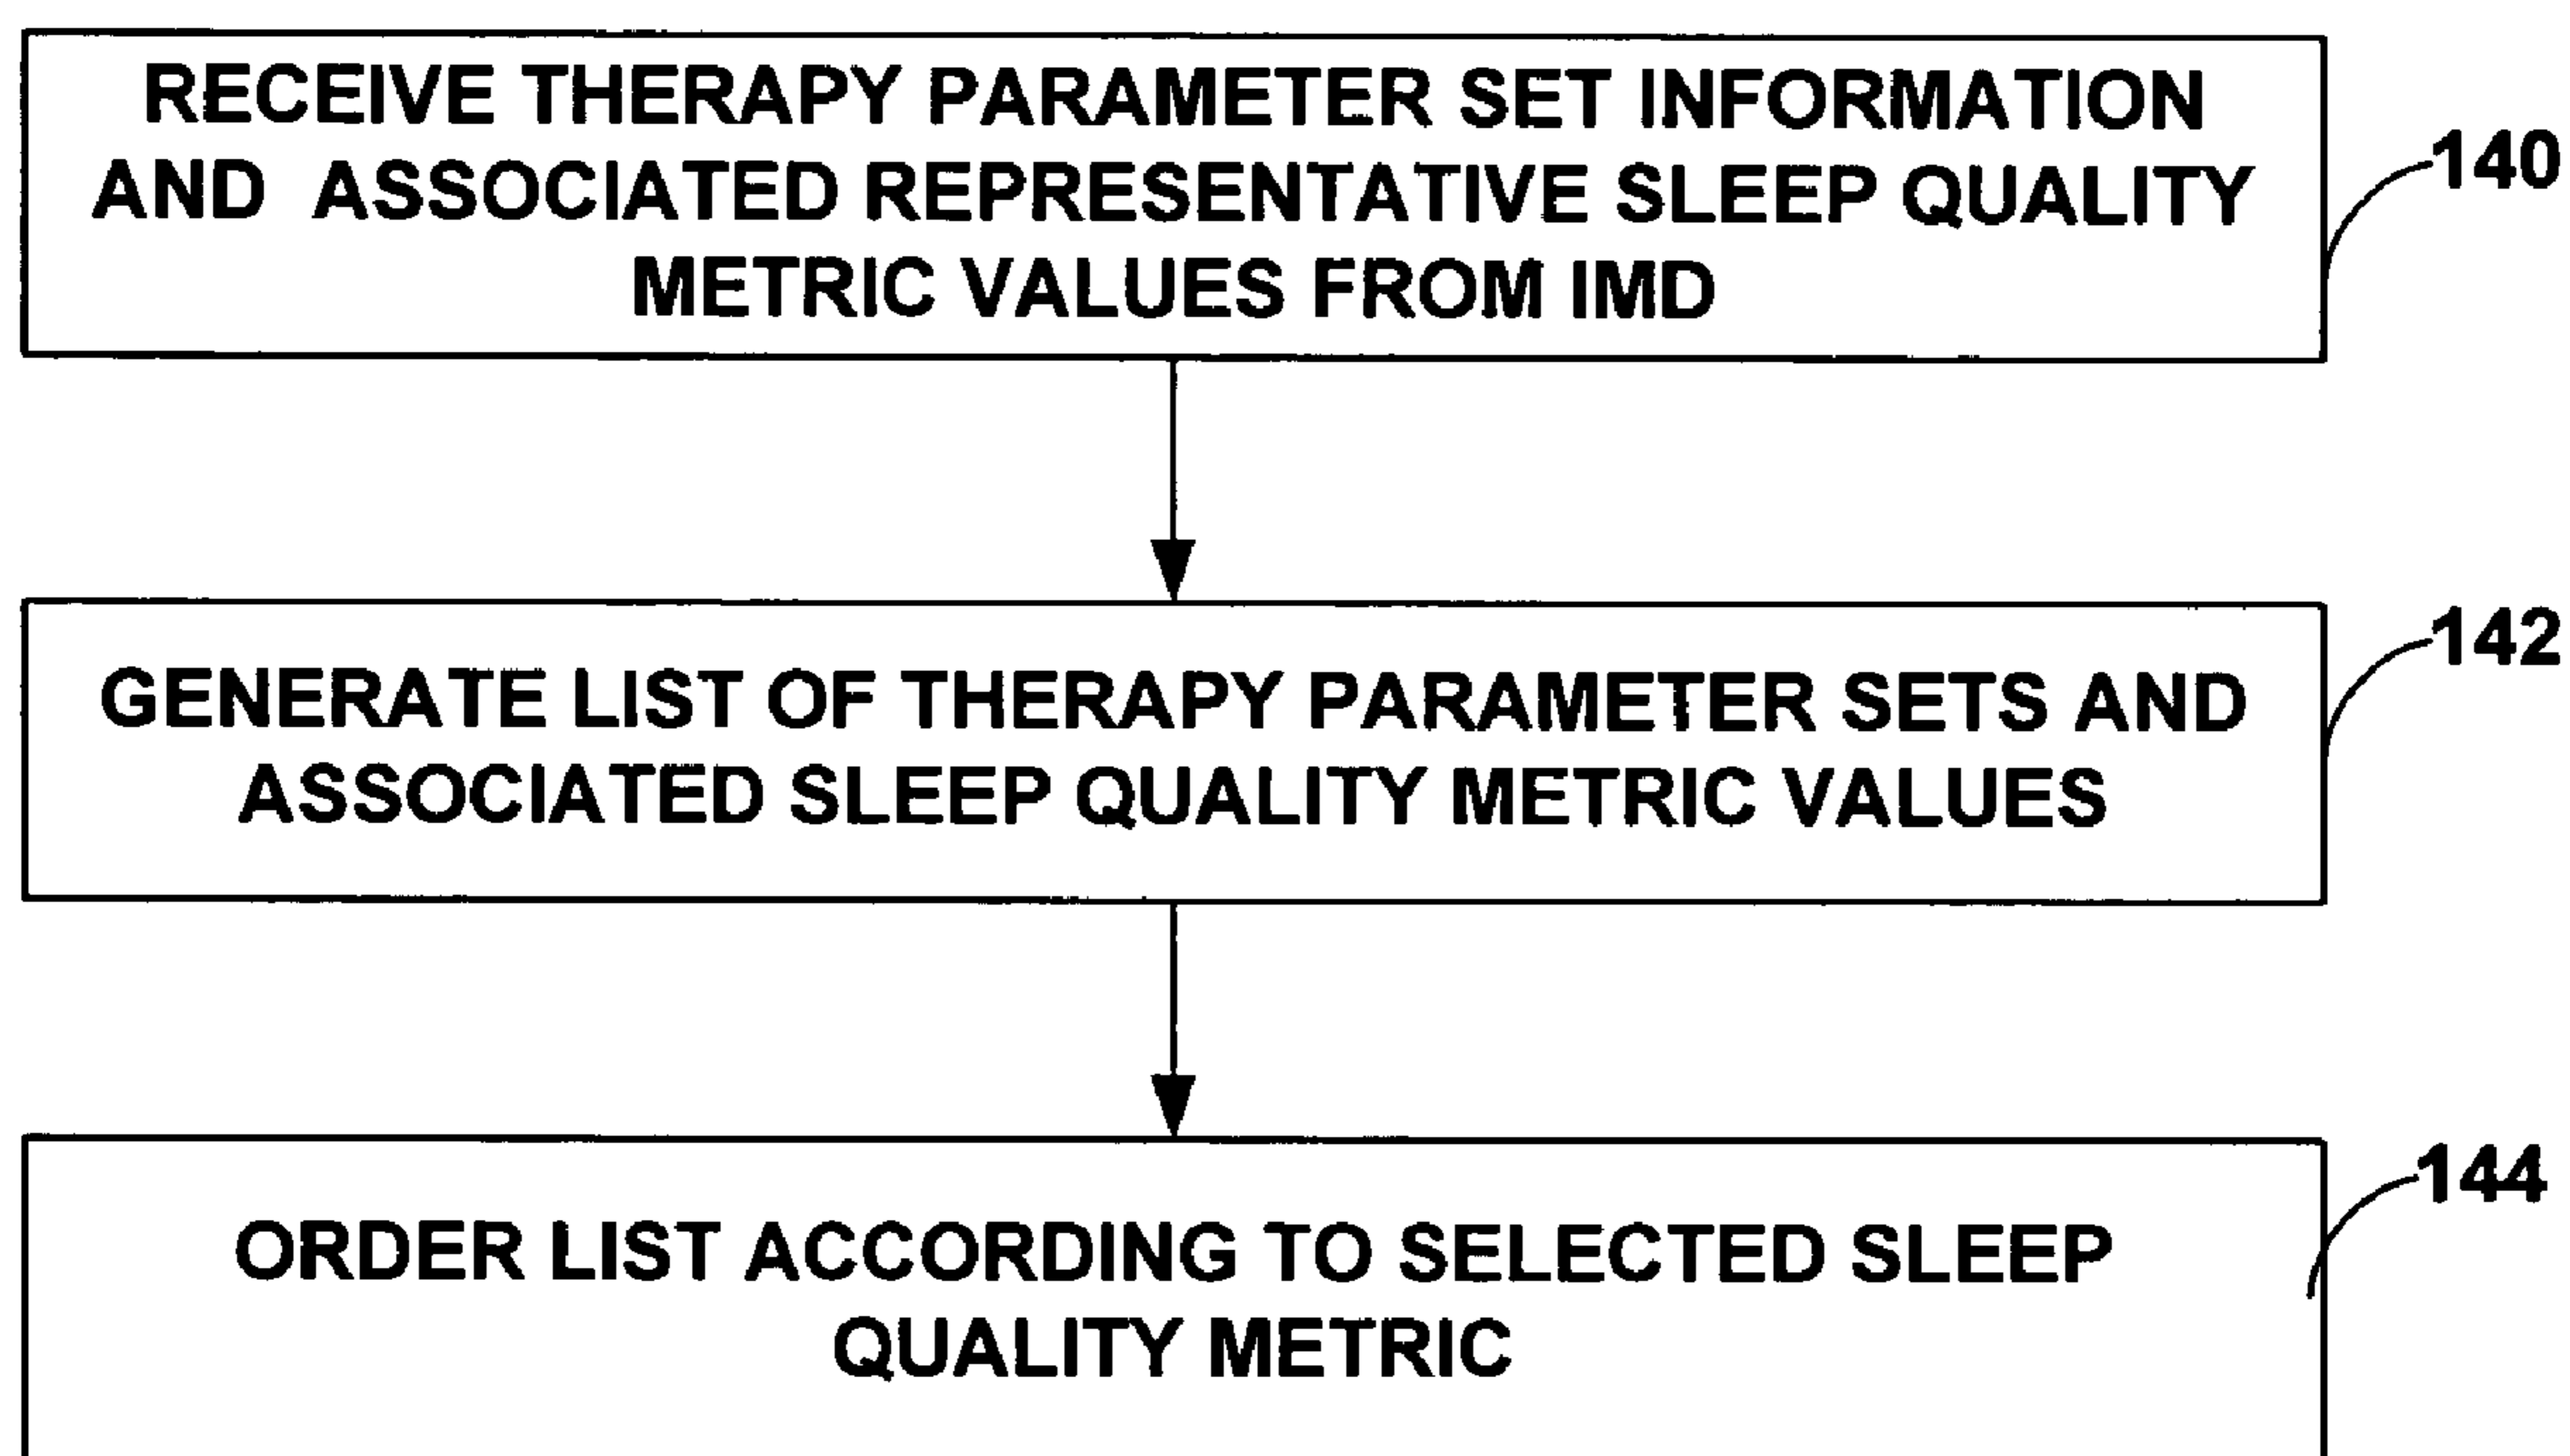 RECEIVE THERAPY PARAMETER SET INFORMATION
AND ASSOCIATED REPRESENTATIVE SLEEP QUALITY
METRIC VALUES FROM IMD
140
GENERATE LIST OF THERAPY PARAMETER SETS AND
ASSOCIATED SLEEP QUALITY METRIC VALUES
142
ORDER LIST ACCORDING TO SELECTED SLEEP
QUALITY METRIC
144